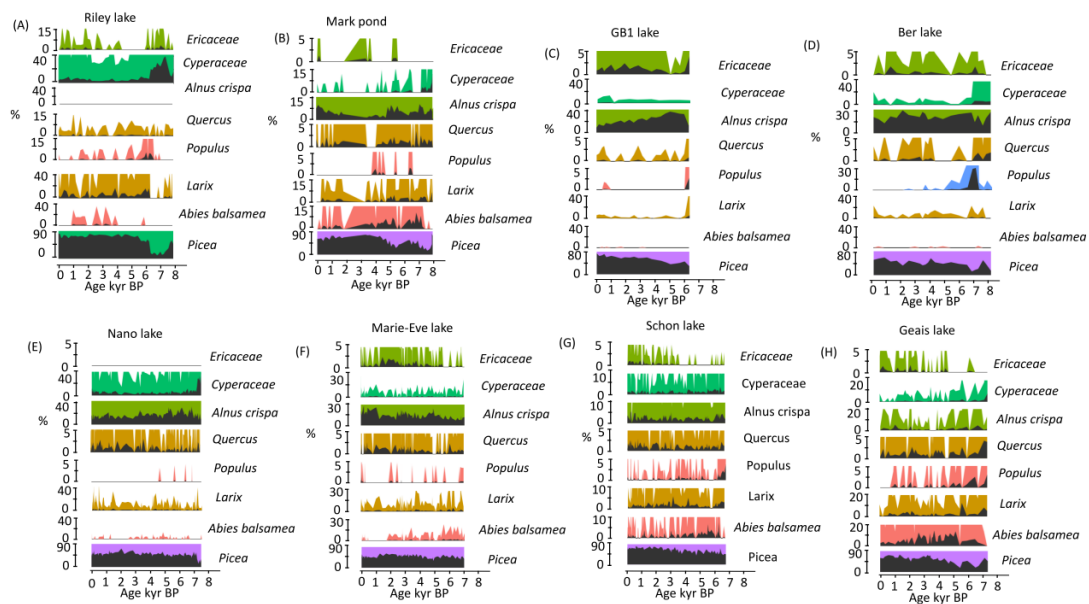 (A)
Riley lake
15
0
Ericaceae
40
0
Cyperaceae
40
0
Alnus crispa
%
15
0
Quercus
15
0
Populus
40
0
Larix
40
0
Abies balsamea
90
0
Picea
0 1 2 3 4 5 6 7 8
Age kyr BP
(B)
Mark pond
5
0
Ericaceae
15
0
Cyperaceae
15
0
Alnus crispa
%
5
0
Quercus
5
0
Populus
15
0
Larix
15
0
Abies balsamea
90
0
Picea
0 1 2 3 4 5 6 7 8
Age kyr BP
(C)
GB1 lake
5
0
Ericaceae
40
0
Cyperaceae
40
0
Alnus crispa
%
5
0
Quercus
5
0
Populus
40
0
Larix
40
0
Abies balsamea
80
0
Picea
0 1 2 3 4 5 6 7
Age kyr BP
(D)
Ber lake
5
0
Ericaceae
40
0
Cyperaceae
30
0
Alnus crispa
%
5
0
Quercus
30
0
Populus
40
0
Larix
40
0
Abies balsamea
80
0
Picea
0 1 2 3 4 5 6 7 8
Age kyr BP
(E)
Nano lake
5
0
Ericaceae
40
0
Cyperaceae
40
0
Alnus crispa
%
5
0
Quercus
5
0
Populus
40
0
Larix
40
0
Abies balsamea
90
0
Picea
0 1 2 3 4 5 6 7 8
Age kyr BP
(F)
Marie-Eve lake
5
0
Ericaceae
30
0
Cyperaceae
30
0
Alnus crispa
%
5
0
Quercus
5
0
Populus
30
0
Larix
30
0
Abies balsamea
90
0
Picea
0 1 2 3 4 5 6 7
Age kyr BP
(G)
Schon lake
5
0
Ericaceae
10
0
Cyperaceae
10
0
Alnus crispa
%
5
0
Quercus
5
0
Populus
10
0
Larix
10
0
Abies balsamea
90
0
Picea
0 1 2 3 4 5 6 7
Age kyr BP
(H)
Geais lake
5
0
Ericaceae
20
0
Cyperaceae
20
0
Alnus crispa
%
5
0
Quercus
5
0
Populus
20
0
Larix
20
0
Abies balsamea
90
0
Picea
0 1 2 3 4 5 6 7
Age kyr BP